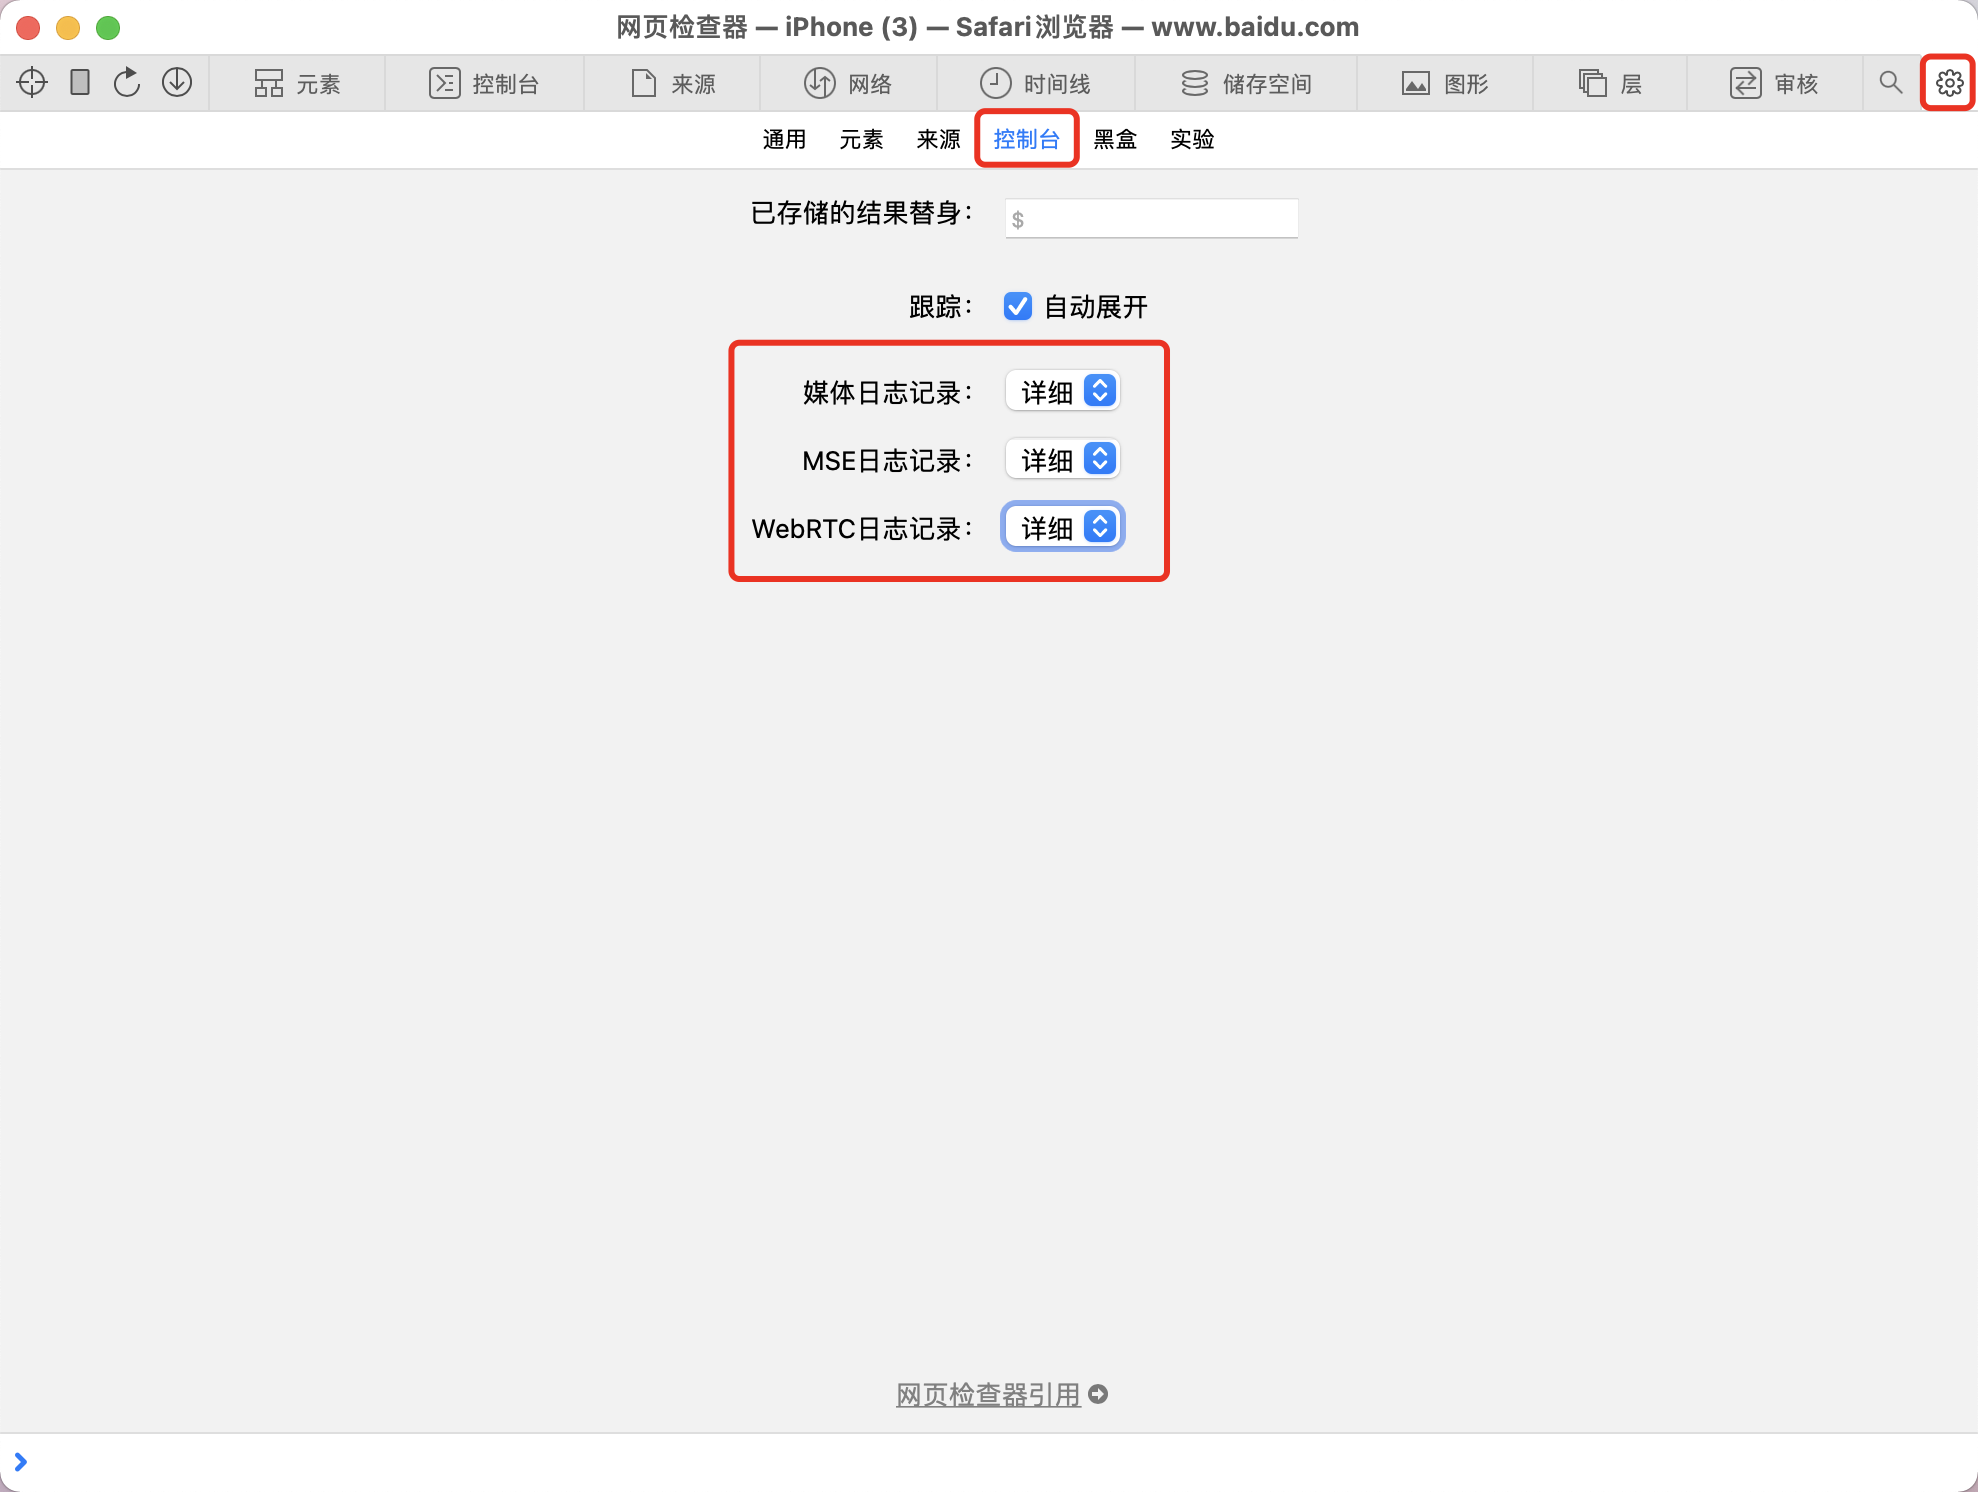 网页检查器 — iPhone (3) — Safari浏览器 — www.baidu.com
元素 控制台 来源 网络 时间线 储存空间 图形 层 审核
通用 元素 来源 控制台 黑盒 实验
已存储的结果替身： $
跟踪： 自动展开
媒体日志记录： 详细
MSE日志记录： 详细
WebRTC日志记录： 详细
网页检查器引用